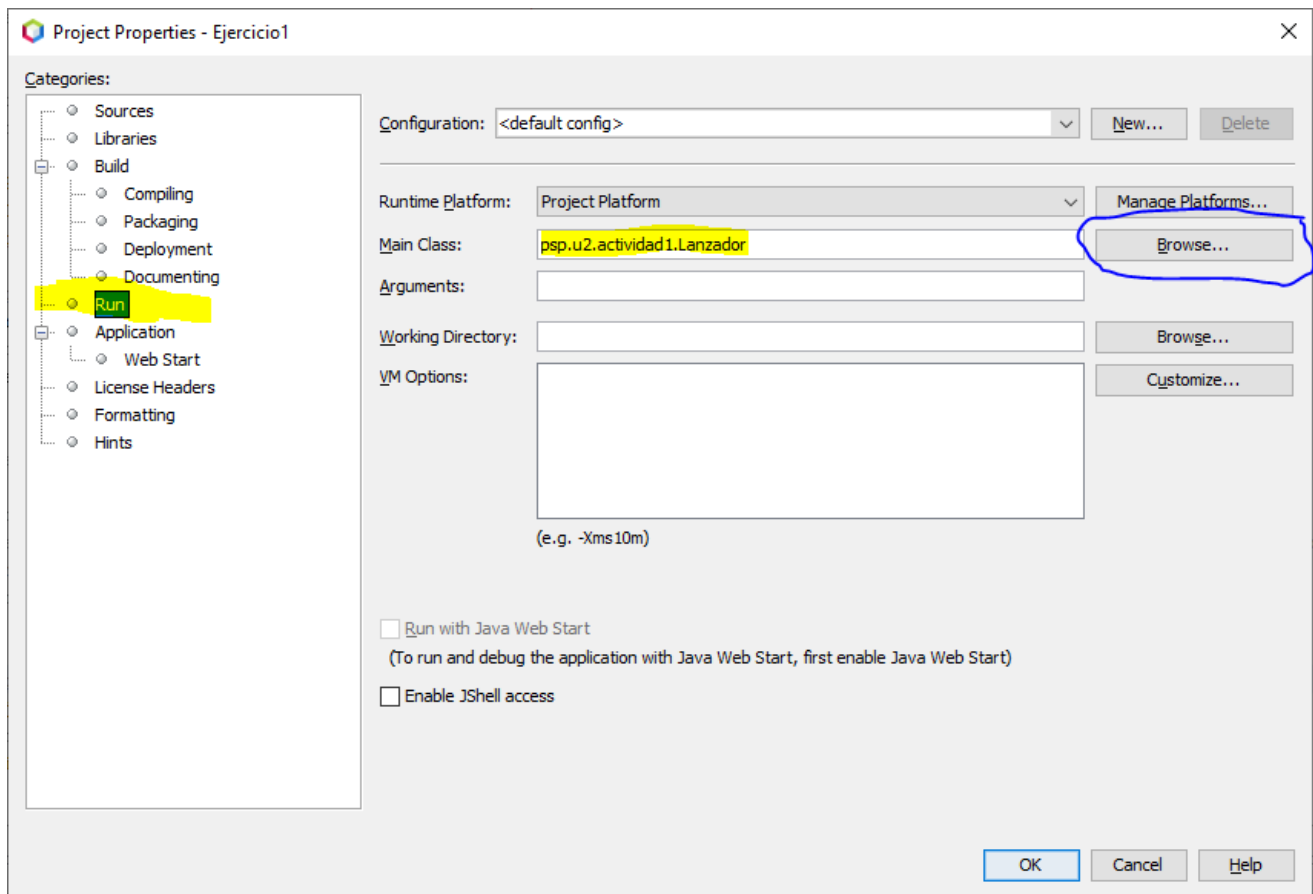 Project Properties - Ejercicio1
Categories:
Sources
Libraries
Build
Compiling
Packaging
Deployment
Documenting
Run
Application
Web Start
License Headers
Formatting
Hints
Configuration: <default config> New... Delete
Runtime Platform: Project Platform Manage Platforms...
Main Class: psp.u2.actividad1.Lanzador Browse...
Arguments:
Working Directory: Browse...
VM Options: Customize...
(e.g. -Xms10m)
Run with Java Web Start
(To run and debug the application with Java Web Start, first enable Java Web Start)
Enable JShell access
OK Cancel Help